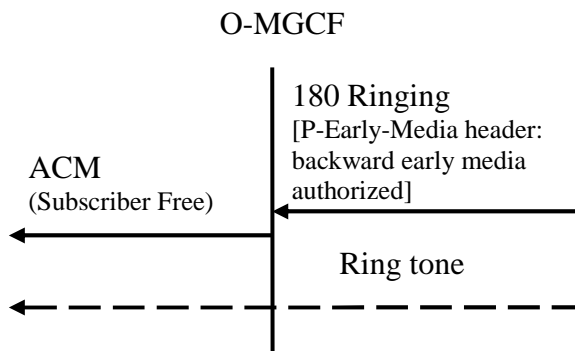 O-MGCF
180 Ringing
[P-Early-Media header:
backward early media
authorized]
ACM
(Subscriber Free)
Ring tone